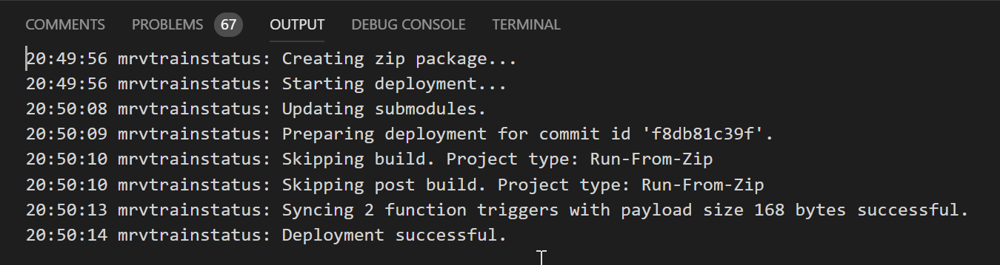 COMMENTS PROBLEMS 67 OUTPUT DEBUG CONSOLE TERMINAL
20:49:56 mrvtrainstatus: Creating zip package...
20:49:56 mrvtrainstatus: Starting deployment...
20:50:08 mrvtrainstatus: Updating submodules.
20:50:09 mrvtrainstatus: Preparing deployment for commit id 'f8db81c39f'.
20:50:10 mrvtrainstatus: Skipping build. Project type: Run-From-Zip
20:50:10 mrvtrainstatus: Skipping post build. Project type: Run-From-Zip
20:50:13 mrvtrainstatus: Syncing 2 function triggers with payload size 168 bytes successful.
20:50:14 mrvtrainstatus: Deployment successful.